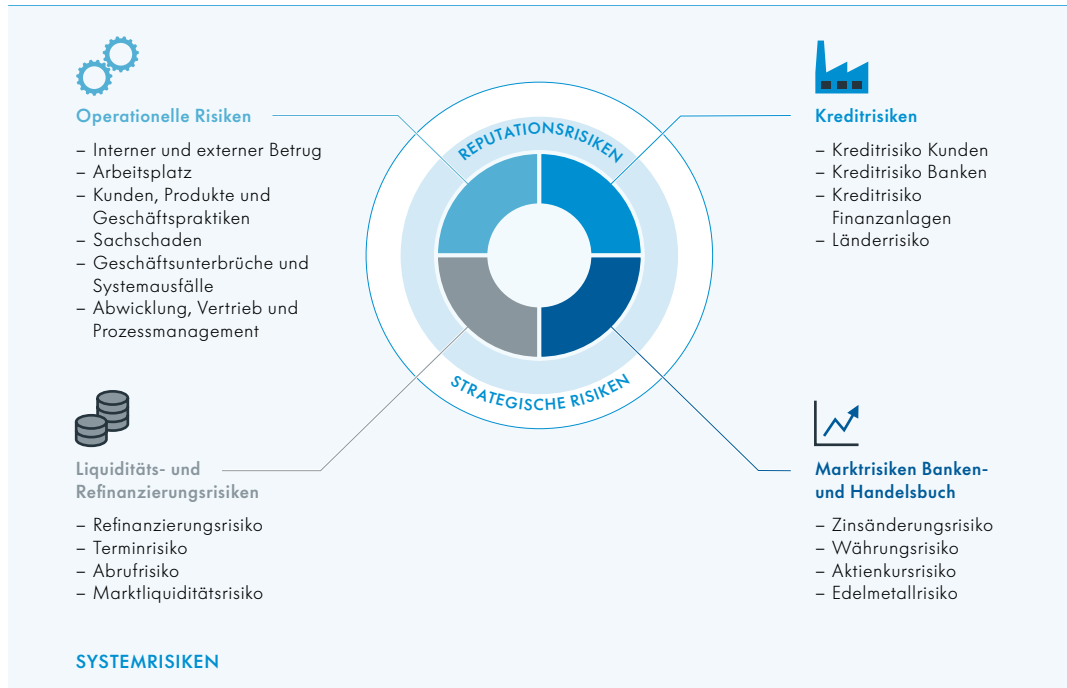 Operationelle Risiken
– Interner und externer Betrug
– Arbeitsplatz
– Kunden, Produkte und
Geschäftspraktiken
– Sachschaden
– Geschäftsunterbrüche und
Systemausfälle
– Abwicklung, Vertrieb und
Prozessmanagement
REPUTATIONSRISIKEN
STRATEGISCHE RISIKEN
Kreditrisiken
– Kreditrisiko Kunden
– Kreditrisiko Banken
– Kreditrisiko
Finanzanlagen
– Länderrisiko
Liquiditäts- und
Refinanzierungsrisiken
– Refinanzierungsrisiko
– Terminrisiko
– Abrufrisiko
– Marktliquiditätsrisiko
Marktrisiken Banken-
und Handelsbuch
– Zinsänderungsrisiko
– Währungsrisiko
– Aktienkursrisiko
– Edelmetallrisiko
SYSTEMRISIKEN